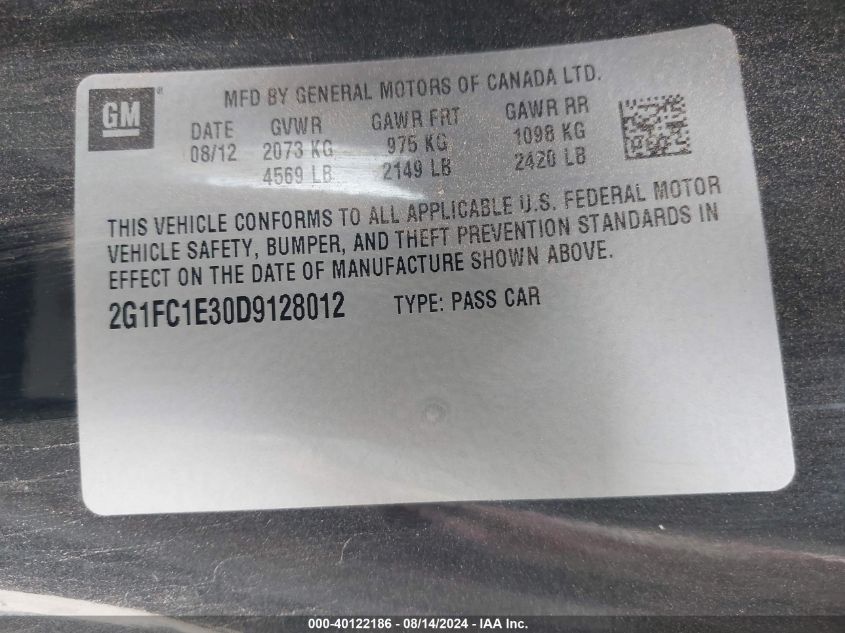 MFD BY GENERAL MOTORS OF CANADA LTD.
GM ®
DATE GVWR GAWR FRT GAWR RR
08/12 2073 KG 975 KG 1098 KG
4569 LB 2149 LB 2420 LB
THIS VEHICLE CONFORMS TO ALL APPLICABLE U.S. FEDERAL MOTOR
VEHICLE SAFETY, BUMPER, AND THEFT PREVENTION STANDARDS IN
EFFECT ON THE DATE OF MANUFACTURE SHOWN ABOVE.
2G1FC1E30D9128012 TYPE: PASS CAR
000-40122186 - 08/14/2024 - IAA Inc.